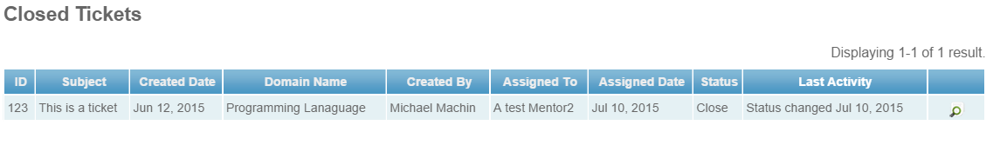 Closed Tickets
Displaying 1-1 of 1 result.
ID Subject Created Date Domain Name Created By Assigned To Assigned Date Status Last Activity
123 This is a ticket Jun 12, 2015 Programming Lanaguage Michael Machin A test Mentor2 Jul 10, 2015 Close Status changed Jul 10, 2015